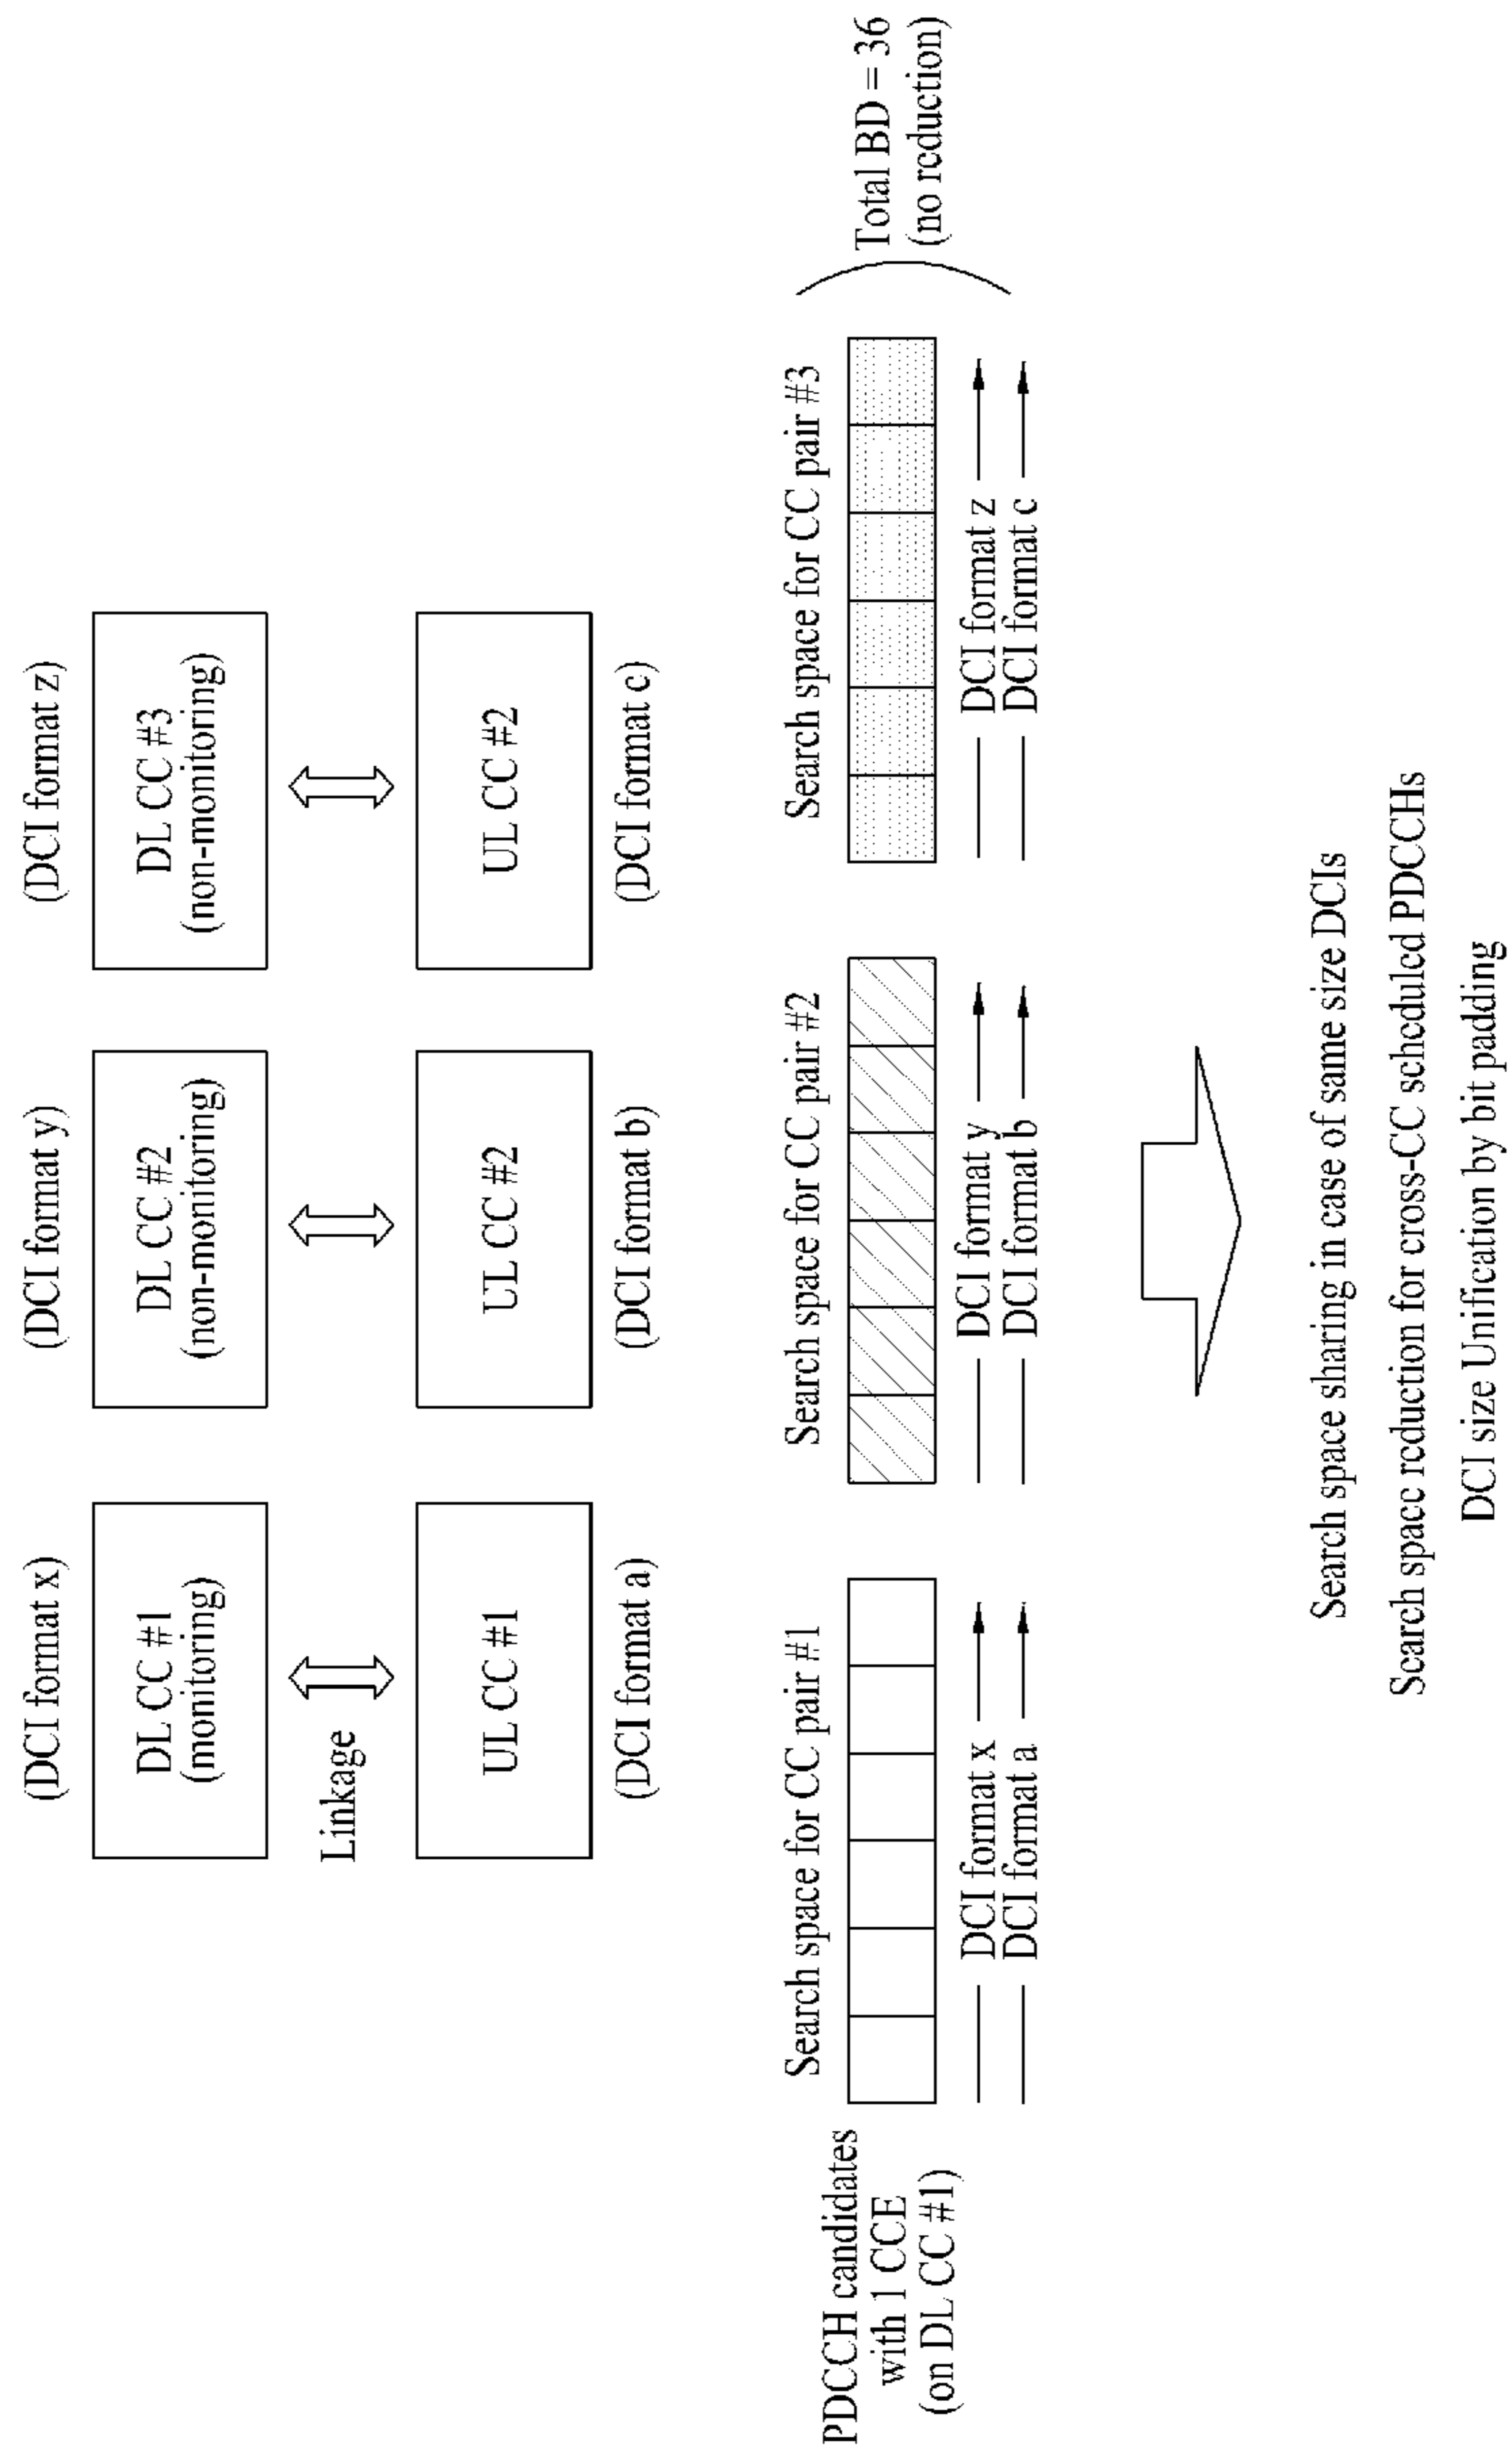 (DCI format x)
(DCI format y)
(DCI format z)
DL CC #1
(monitoring)
DL CC #2
(non-monitoring)
DL CC #3
(non-monitoring)
Linkage
UL CC #1
UL CC #2
UL CC #2
(DCI format a)
(DCI format b)
(DCI format c)
PDCCH candidates
with 1 CCE
(on DL CC #1)
Search space for CC pair #1
Search space for CC pair #2
Search space for CC pair #3
DCI format x
DCI format a
DCI format y
DCI format b
DCI format z
DCI format c
Total BD = 36
(no reduction)
Search space sharing in case of same size DCIs
Search space reduction for cross-CC scheduled PDCCHs
DCI size Unification by bit padding